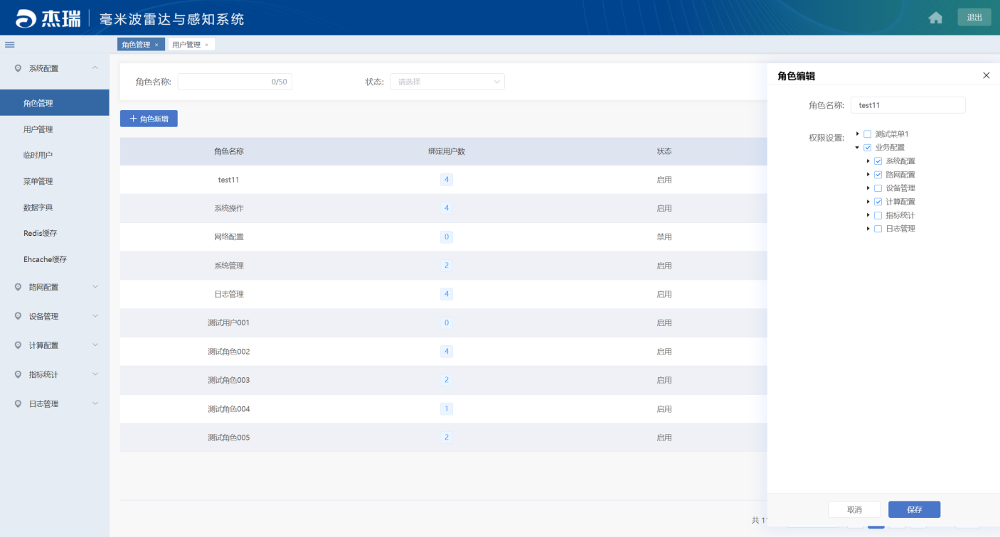 杰瑞 毫米波雷达与感知系统 退出
角色管理 × 用户管理 ×
系统配置
角色管理
用户管理
临时用户
菜单管理
数据字典
Redis缓存
Ehcache缓存
路网配置
设备管理
计算配置
指标统计
日志管理
角色名称: 0/50 状态: 请选择
+ 角色新增
角色名称 绑定用户数 状态
test11 4 启用
系统操作 4 启用
网络配置 0 禁用
系统管理 2 启用
日志管理 4 启用
测试用户001 0 启用
测试角色002 4 启用
测试角色003 2 启用
测试角色004 1 启用
测试角色005 2 启用
共 11
角色编辑
角色名称: test11
权限设置:
测试菜单1
业务配置
系统配置
路网配置
设备管理
计算配置
指标统计
日志管理
取消 保存